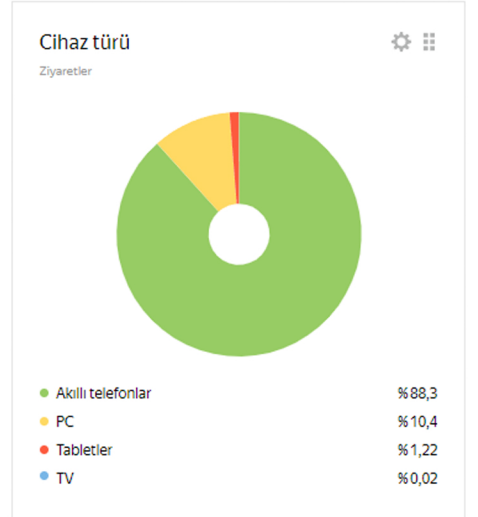 Cihaz türü
Ziyaretler
Akıllı telefonlar %88,3
PC %10,4
Tabletler %1,22
TV %0,02